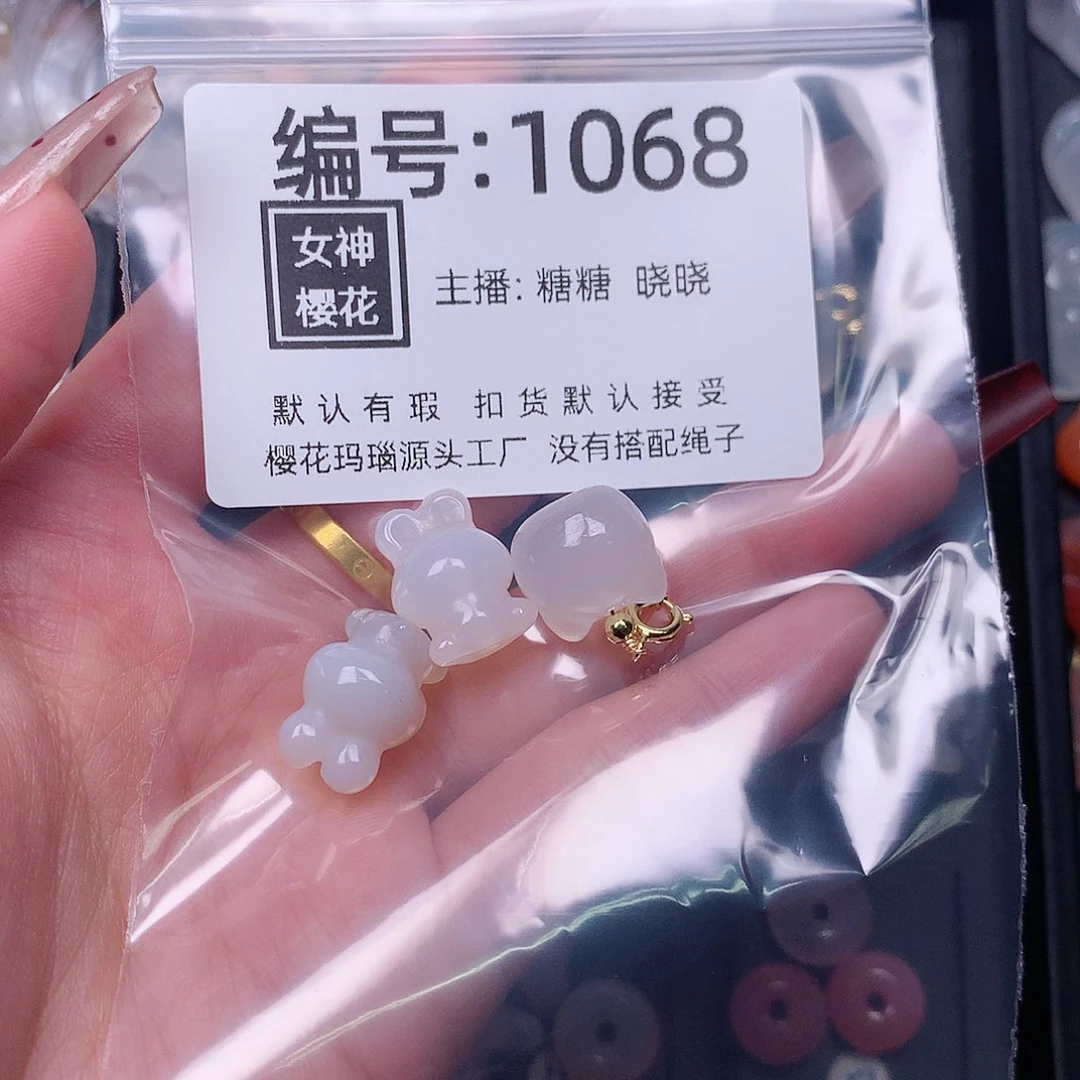 编号:1068
女神
樱花
主播: 糖糖 晓晓
默认有瑕 扣货默认接受
樱花玛瑙源头工厂 没有搭配绳子